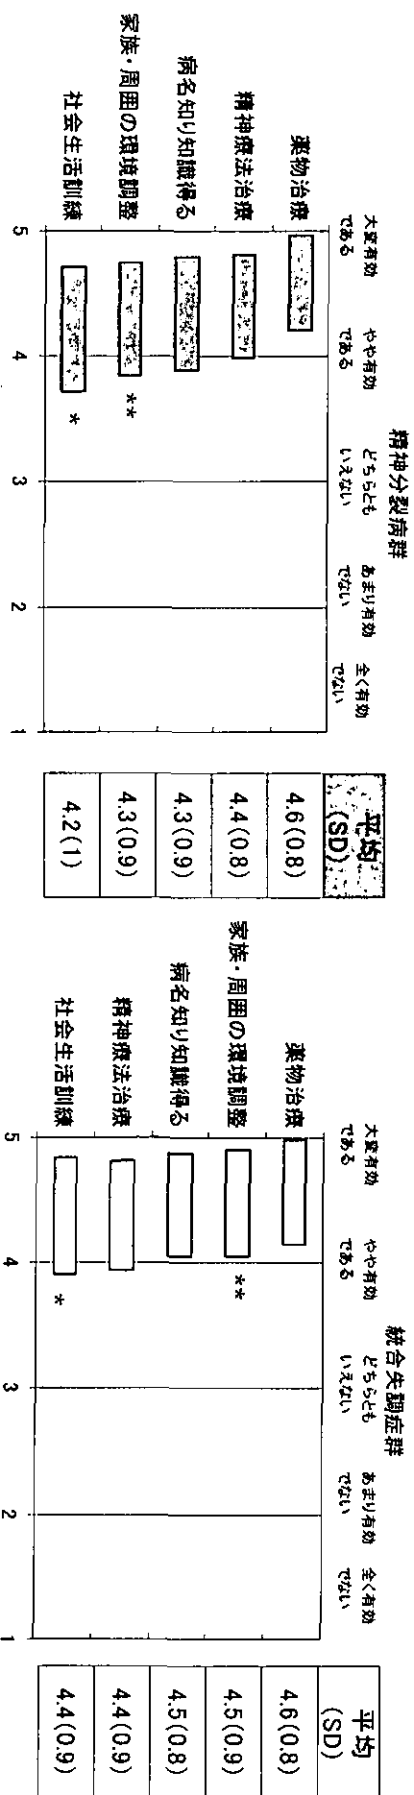 精神分裂病群
大変有効である
やや有効である
どちらともいえない
あまり有効でない
全く有効でない
平均(SD)
薬物治療 4.6(0.8)
精神療法治療 4.4(0.8)
病名知り知識得る 4.3(0.9)
家族・周囲の環境調整 ** 4.3(0.9)
社会生活訓練 * 4.2(1)
5 4 3 2 1
統合失調症群
大変有効である
やや有効である
どちらともいえない
あまり有効でない
全く有効でない
平均(SD)
薬物治療 4.6(0.8)
家族・周囲の環境調整 ** 4.5(0.9)
病名知り知識得る 4.5(0.8)
精神療法治療 4.4(0.9)
社会生活訓練 * 4.4(0.9)
5 4 3 2 1